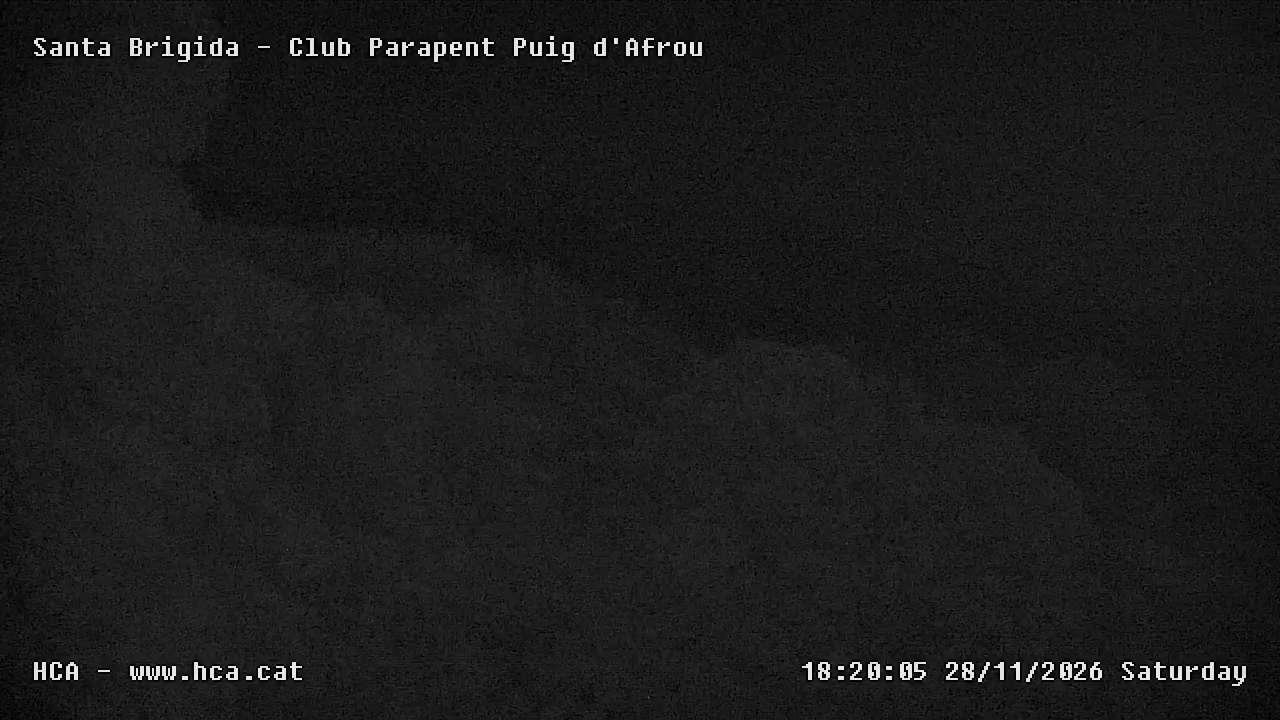 Santa Brigida - Club Parapent Puig d'Afrou
HCA - www.hca.cat
18:20:05 28/11/2026 Saturday